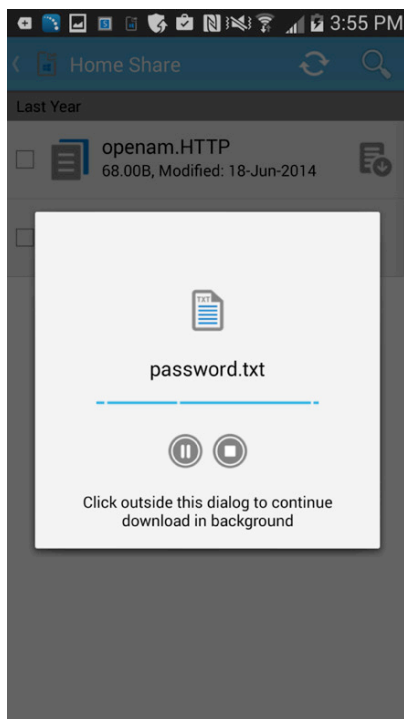 3:55 PM
Home Share
Last Year
openam.HTTP
68.00B, Modified: 18-Jun-2014
TXT
password.txt
Click outside this dialog to continue
download in background